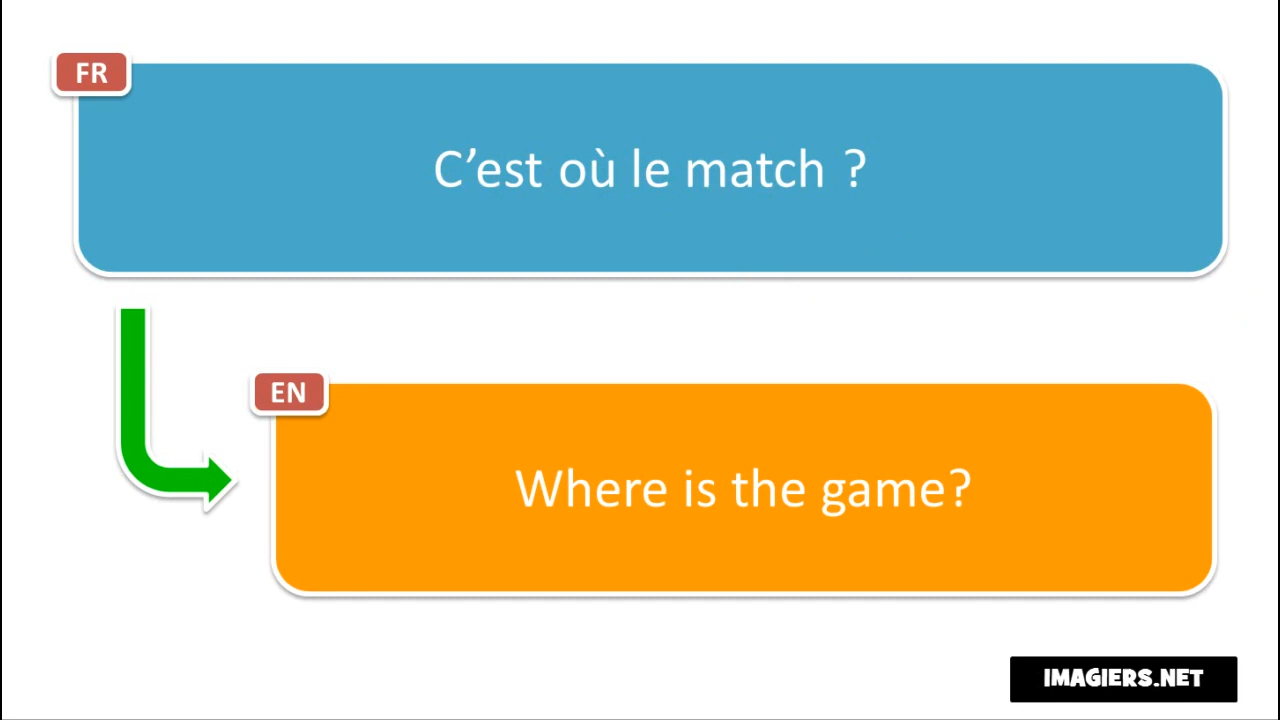 FR
C’est où le match ?
EN
Where is the game?
IMAGIERS.NET